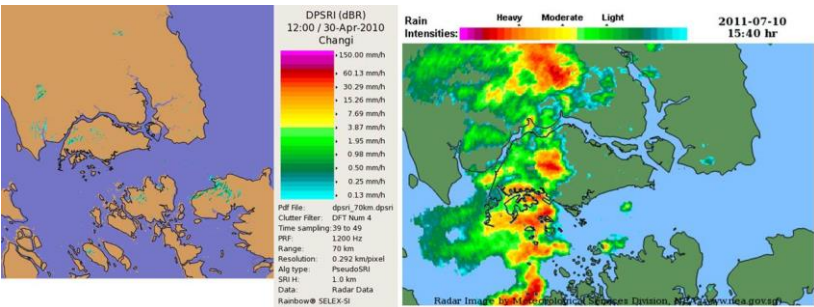 DPSRI (dBR)
12:00 / 30-Apr-2010
Changi
150.00 mm/h
60.13 mm/h
30.29 mm/h
15.26 mm/h
7.69 mm/h
3.87 mm/h
1.95 mm/h
0.98 mm/h
0.50 mm/h
0.25 mm/h
0.13 mm/h
Pdf File: dpsri_70km.dpsri
Clutter Filter: DFT Num 4
Time sampling: 39 to 49
PRF: 1200 Hz
Range: 70 km
Resolution: 0.292 km/pixel
Alg type: PseudoSRI
SRI H: 1.0 km
Data: Radar Data
Rainbow® SELEX-SI
Rain Intensities:
Heavy Moderate Light
2011-07-10
15:40 hr
Radar Image by Meteorological Services Division,